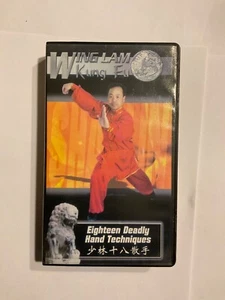 WING LAM
Kung Fu
Eighteen Deadly
Hand Techniques
少林十八散手